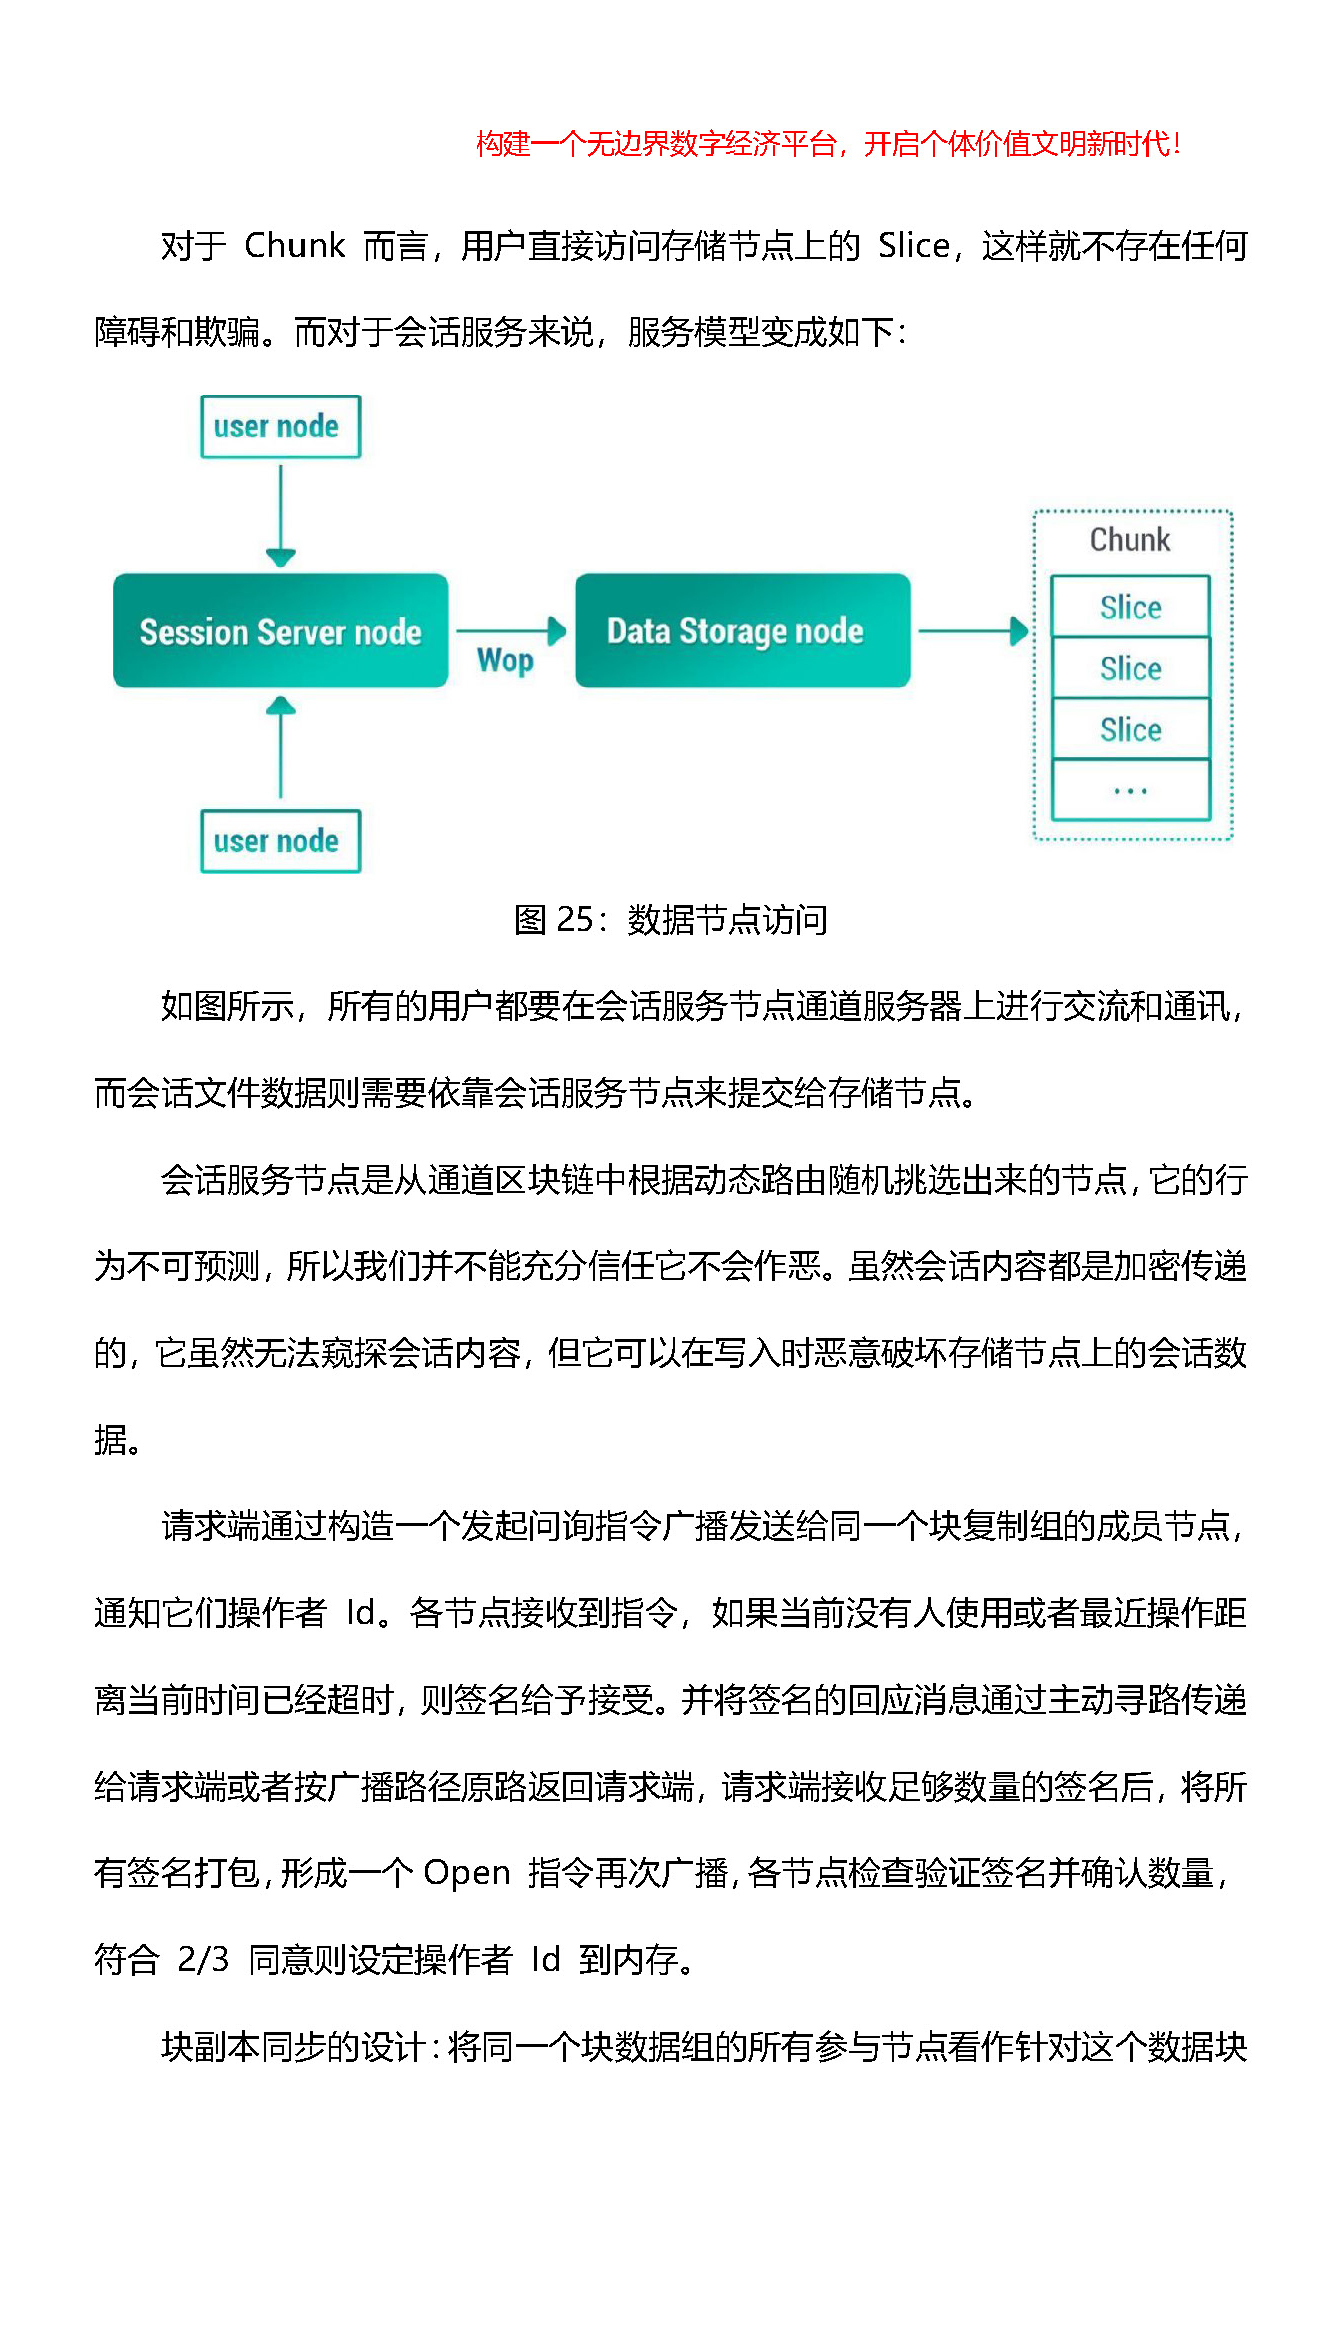 构建一个无边界数字经济平台，开启个体价值文明新时代！
对于 Chunk 而言，用户直接访问存储节点上的 Slice，这样就不存在任何
障碍和欺骗。而对于会话服务来说，服务模型变成如下：
user node
Chunk
Slice
Session Server node
Wop
Data Storage node
Slice
Slice
...
user node
图 25：数据节点访问
如图所示，所有的用户都要在会话服务节点通道服务器上进行交流和通讯，
而会话文件数据则需要依靠会话服务节点来提交给存储节点。
会话服务节点是从通道区块链中根据动态路由随机挑选出来的节点，它的行
为不可预测，所以我们并不能充分信任它不会作恶。虽然会话内容都是加密传递
的，它虽然无法窥探会话内容，但它可以在写入时恶意破坏存储节点上的会话数
据。
请求端通过构造一个发起问询指令广播发送给同一个块复制组的成员节点，
通知它们操作者 Id。各节点接收到指令，如果当前没有人使用或者最近操作距
离当前时间已经超时，则签名给予接受。并将签名的回应消息通过主动寻路传递
给请求端或者按广播路径原路返回请求端，请求端接收足够数量的签名后，将所
有签名打包，形成一个 Open 指令再次广播，各节点检查验证签名并确认数量，
符合 2/3 同意则设定操作者 Id 到内存。
块副本同步的设计：将同一个块数据组的所有参与节点看作针对这个数据块